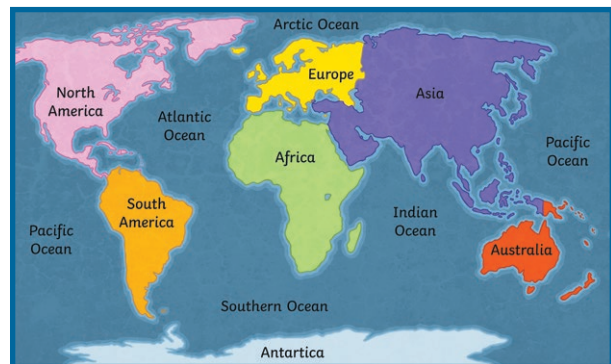 Arctic Ocean
North
America
Europe
Asia
Atlantic
Ocean
Africa
Pacific
Ocean
South
America
Pacific
Ocean
Indian
Ocean
Australia
Southern Ocean
Antartica